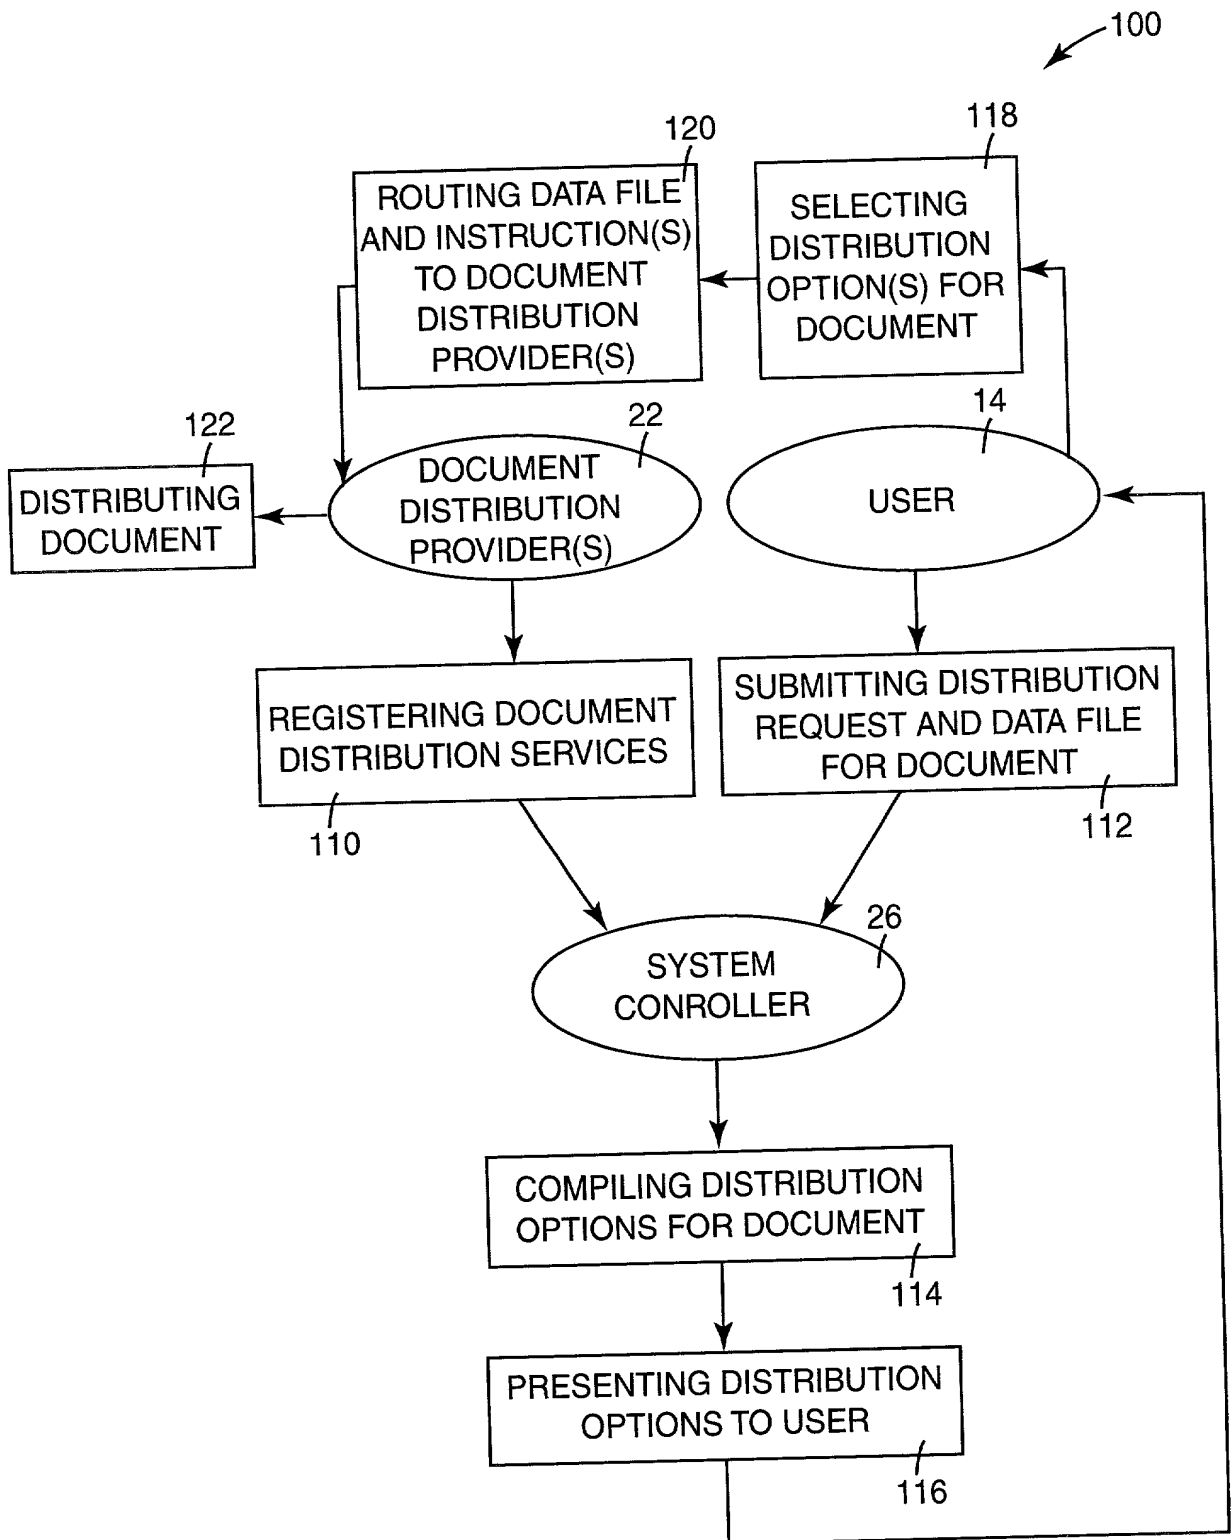 100
118
120
SELECTING
DISTRIBUTION
OPTION(S) FOR
DOCUMENT
ROUTING DATA FILE
AND INSTRUCTION(S)
TO DOCUMENT
DISTRIBUTION
PROVIDER(S)
122
22
14
DISTRIBUTING
DOCUMENT
DOCUMENT
DISTRIBUTION
PROVIDER(S)
USER
REGISTERING DOCUMENT
DISTRIBUTION SERVICES
110
SUBMITTING DISTRIBUTION
REQUEST AND DATA FILE
FOR DOCUMENT
112
26
SYSTEM
CONROLLER
COMPILING DISTRIBUTION
OPTIONS FOR DOCUMENT
114
PRESENTING DISTRIBUTION
OPTIONS TO USER
116